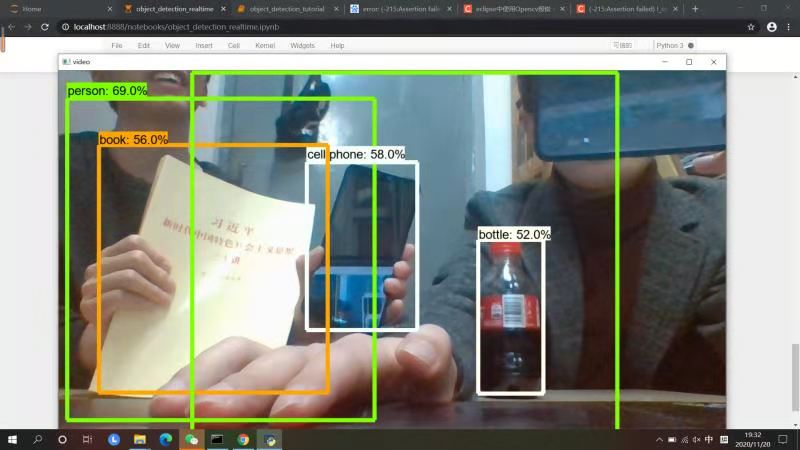 Home
object_detection_realtime
object_detection_tutorial
error: (-215:Assertion faile
eclipse中使用Opencv报错
(-215:Assertion failed) !_s
localhost:8888/notebooks/object_detection_realtime.ipynb
File Edit View Insert Cell Kernel Widgets Help
可信的
Python 3
video
person: 69.0%
book: 56.0%
cell phone: 58.0%
bottle: 52.0%
习近平
新时代中国特色社会主义思想
三十讲
中
19:32
2020/11/20